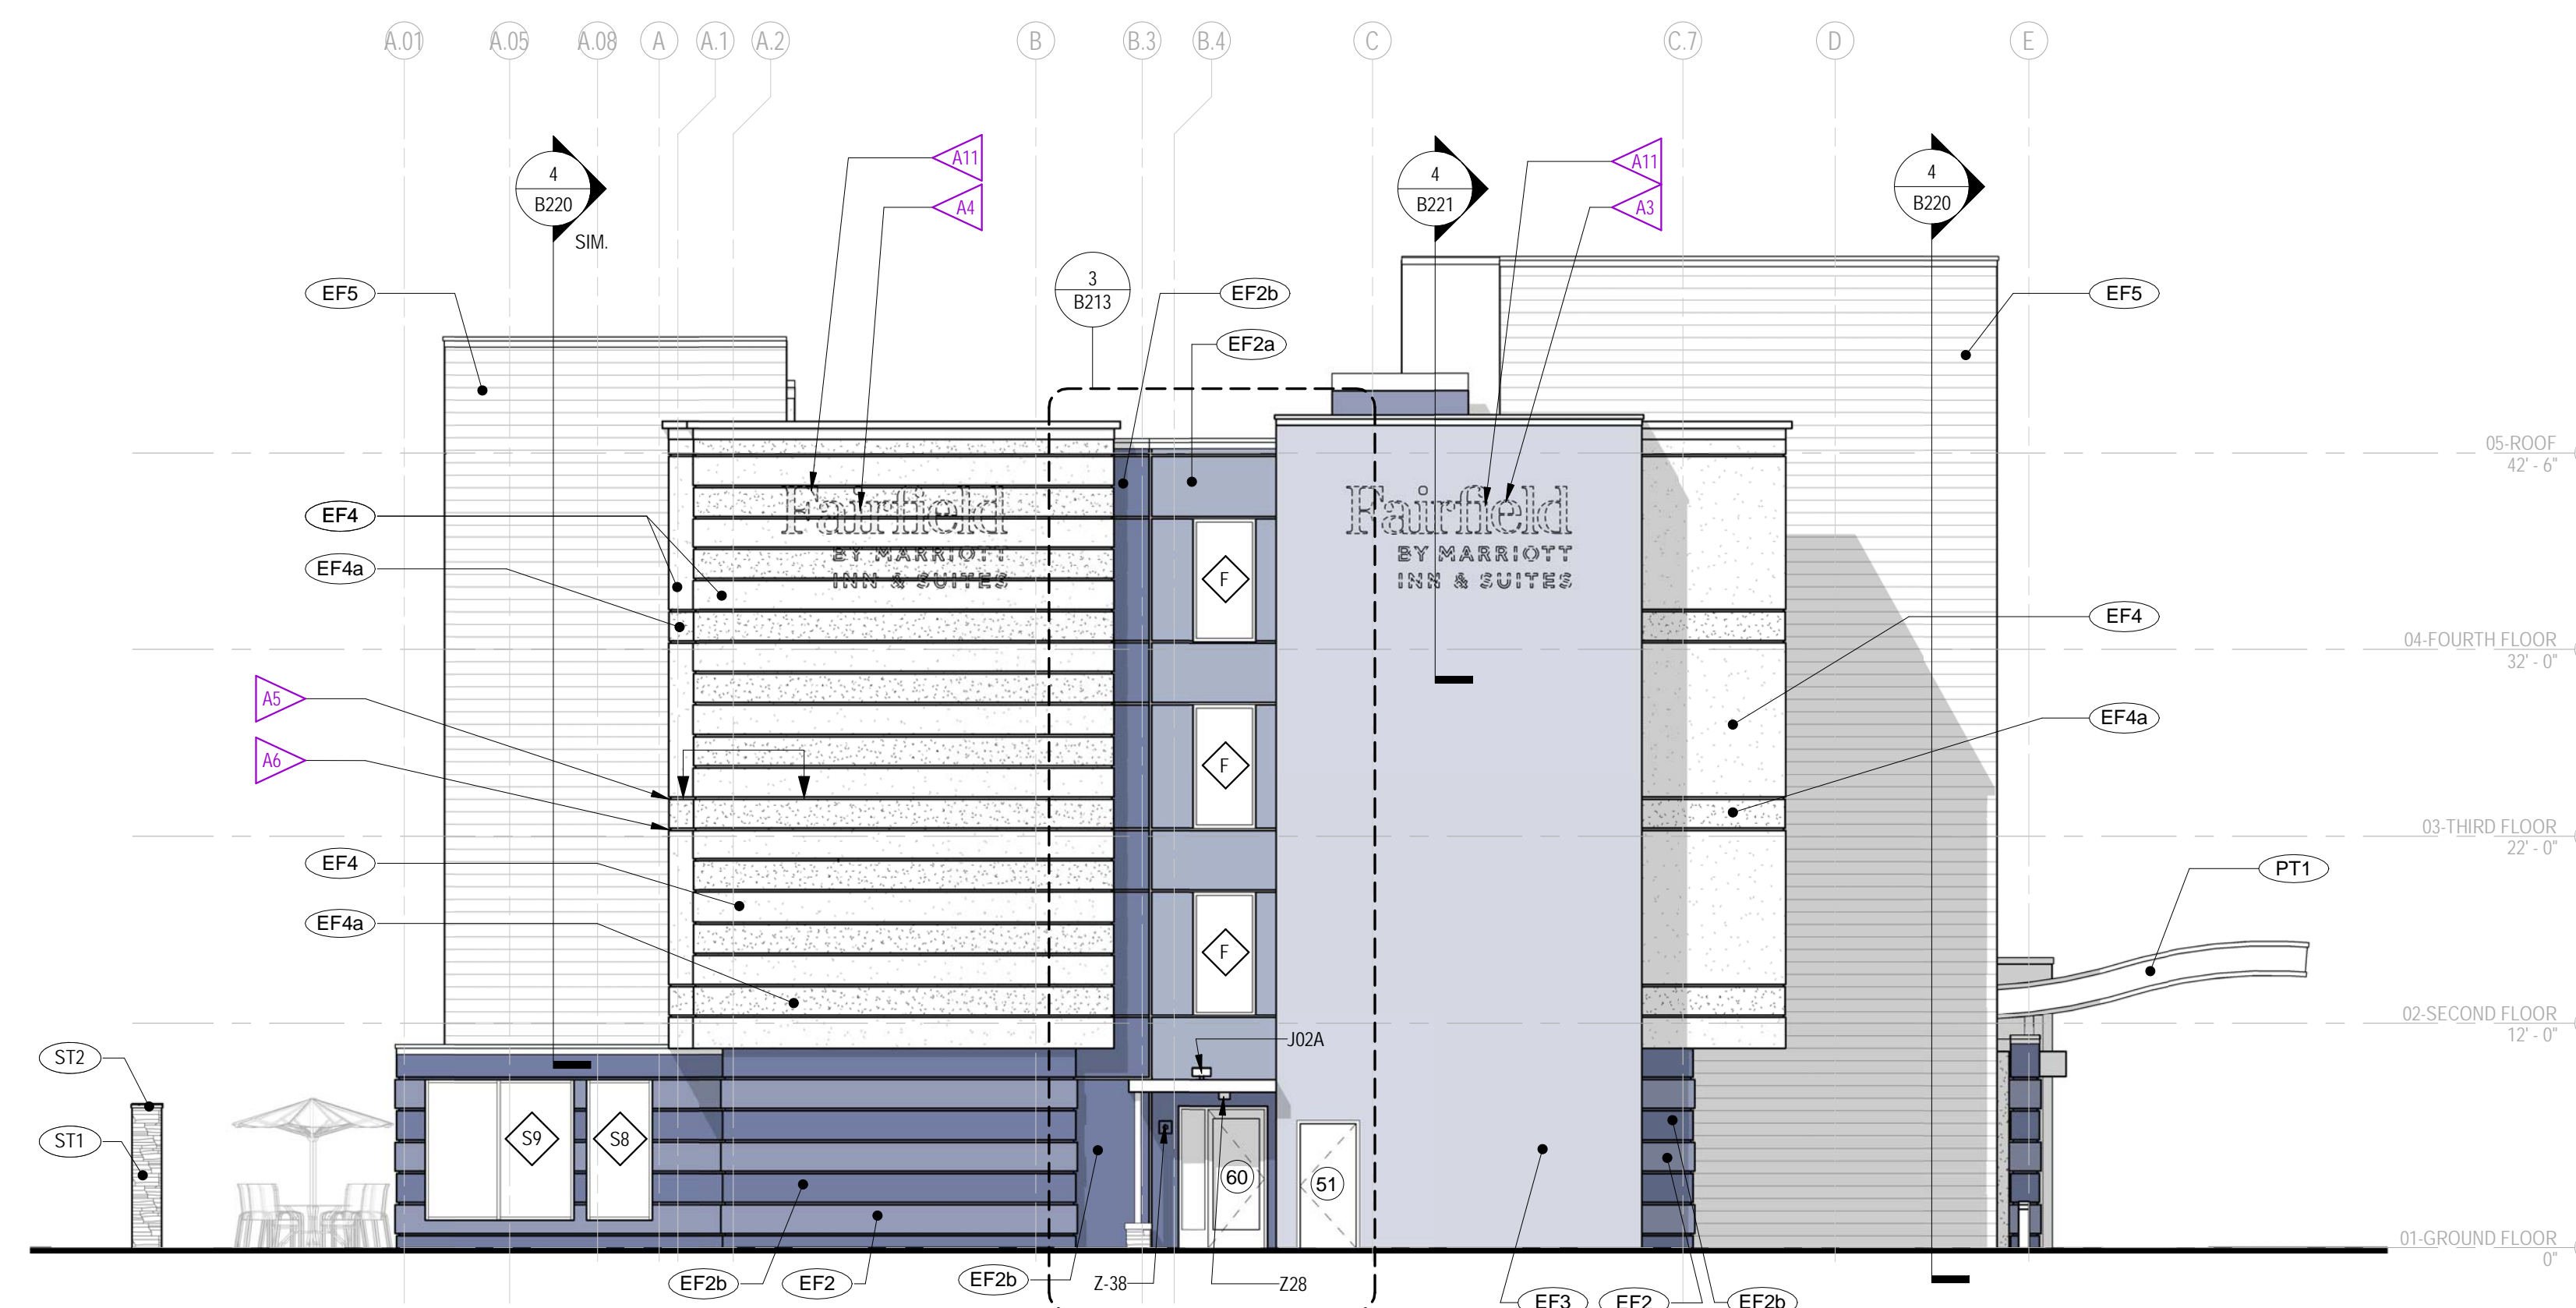 A.01 A.05 A.08 A A.1 A.2 B B.3 B.4 C C.7 D E
4
B220
SIM.
A11
A4
4
B221
A11
A3
4
B220
3
B213
EF5
EF2b
EF2a
EF5
05-ROOF
42' - 6"
Fairfield
BY MARRIOTT
INN & SUITES
Fairfield
BY MARRIOTT
INN & SUITES
EF4
EF4a
F
EF4
04-FOURTH FLOOR
32' - 0"
A5
A6
F
EF4a
03-THIRD FLOOR
22' - 0"
EF4
EF4a
F
PT1
02-SECOND FLOOR
12' - 0"
J02A
ST2
ST1
S9
S8
60
51
01-GROUND FLOOR
0"
EF2b
EF2
EF2b
Z-38
Z28
EF3
EF2
EF2b